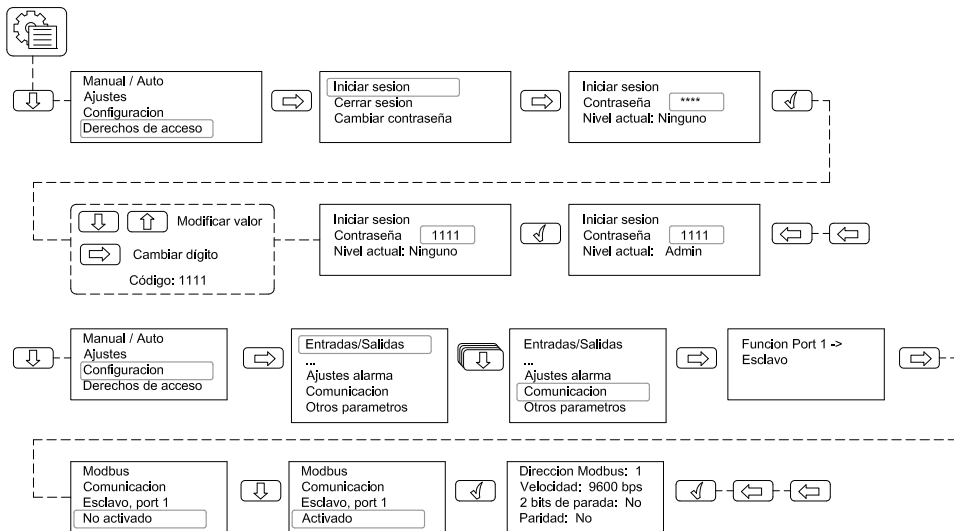 Manual / Auto
Ajustes
Configuracion
Derechos de acceso
Iniciar sesion
Cerrar sesion
Cambiar contraseña
Iniciar sesion
Contraseña ****
Nivel actual: Ninguno
Modificar valor
Cambiar dígito
Código: 1111
Iniciar sesion
Contraseña 1111
Nivel actual: Ninguno
Iniciar sesion
Contraseña 1111
Nivel actual: Admin
Manual / Auto
Ajustes
Configuracion
Derechos de acceso
Entradas/Salidas
...
Ajustes alarma
Comunicacion
Otros parametros
Entradas/Salidas
...
Ajustes alarma
Comunicacion
Otros parametros
Funcion Port 1 ->
Esclavo
Modbus
Comunicacion
Esclavo, port 1
No activado
Modbus
Comunicacion
Esclavo, port 1
Activado
Direccion Modbus: 1
Velocidad: 9600 bps
2 bits de parada: No
Paridad: No